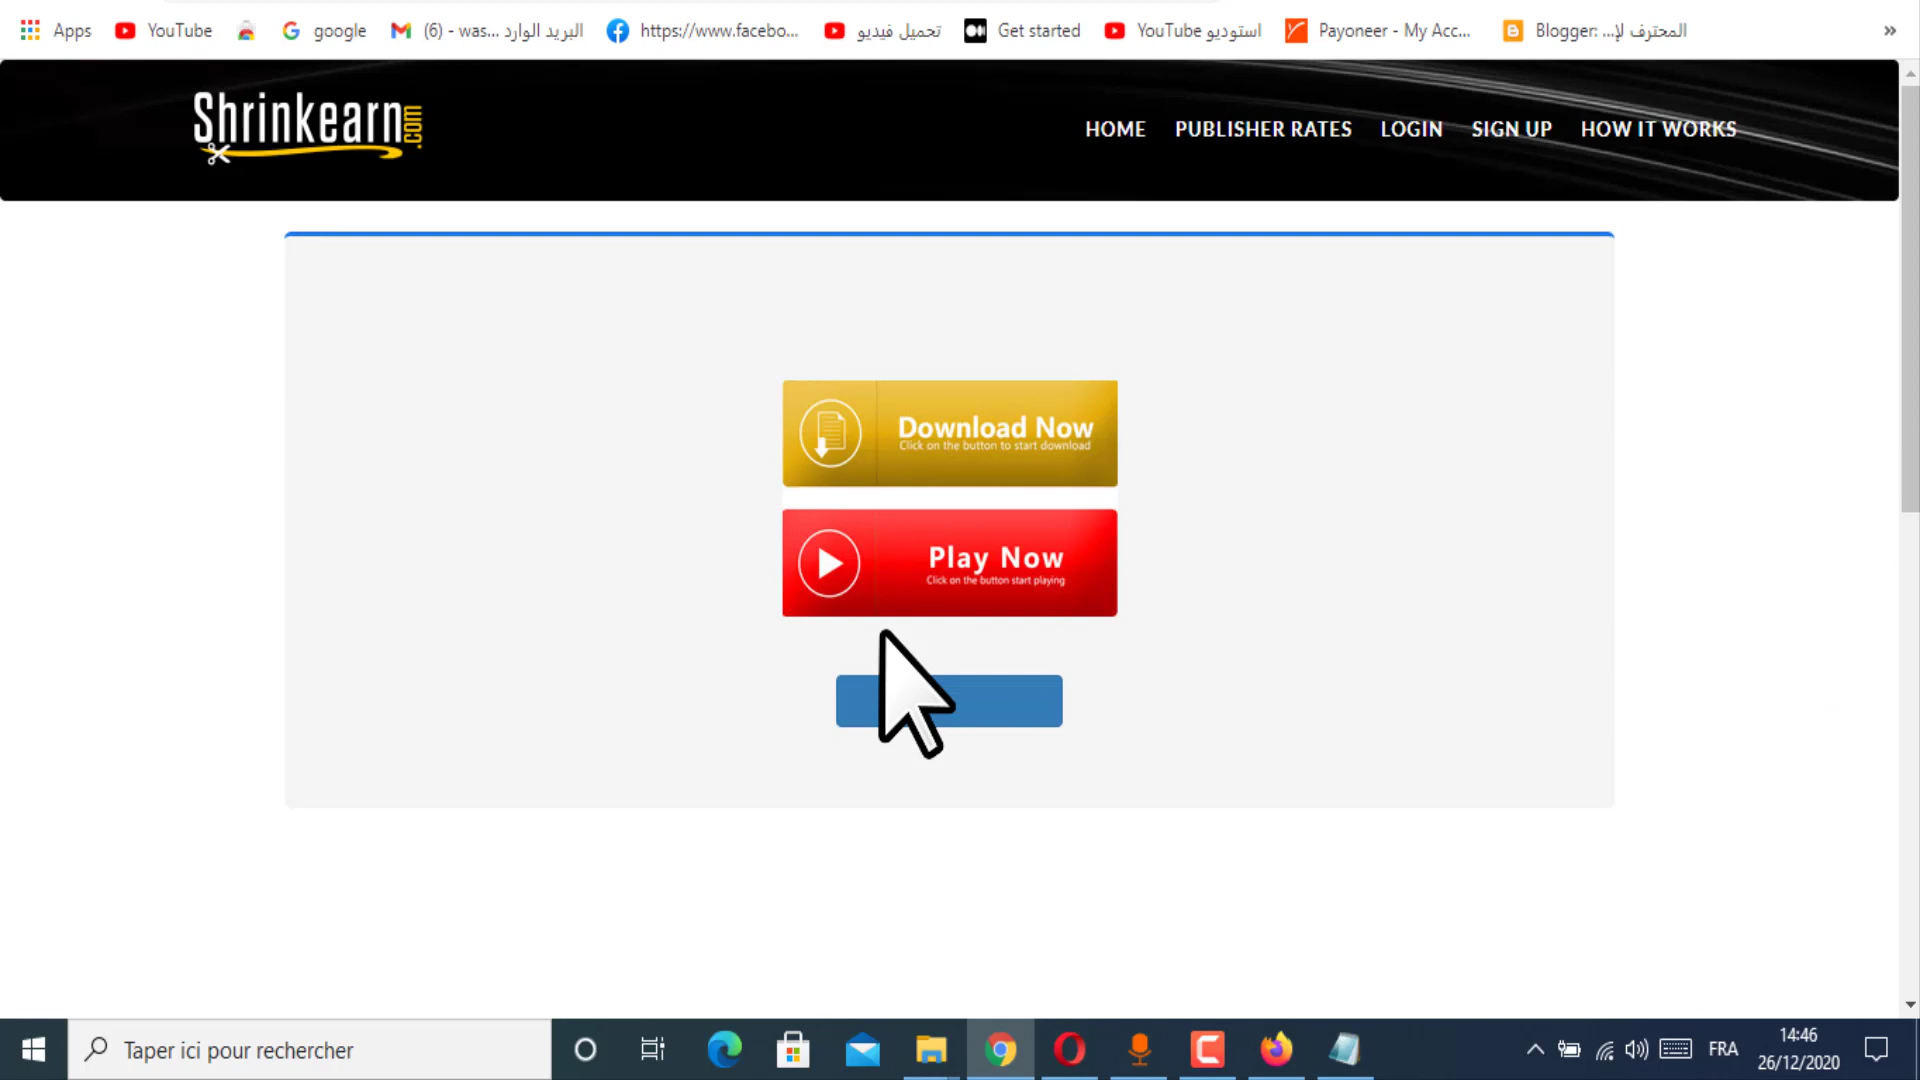 Apps YouTube google (6) - was... البريد الوارد https://www.facebo... تحميل فيديو Get started YouTube استوديو Payoneer - My Acc... Blogger: ...المحترف لإ »
Shrinkearn.com
HOME PUBLISHER RATES LOGIN SIGN UP HOW IT WORKS
Download Now
Click on the button to start download
Play Now
Click on the button start playing
Taper ici pour rechercher
FRA
14:46
26/12/2020